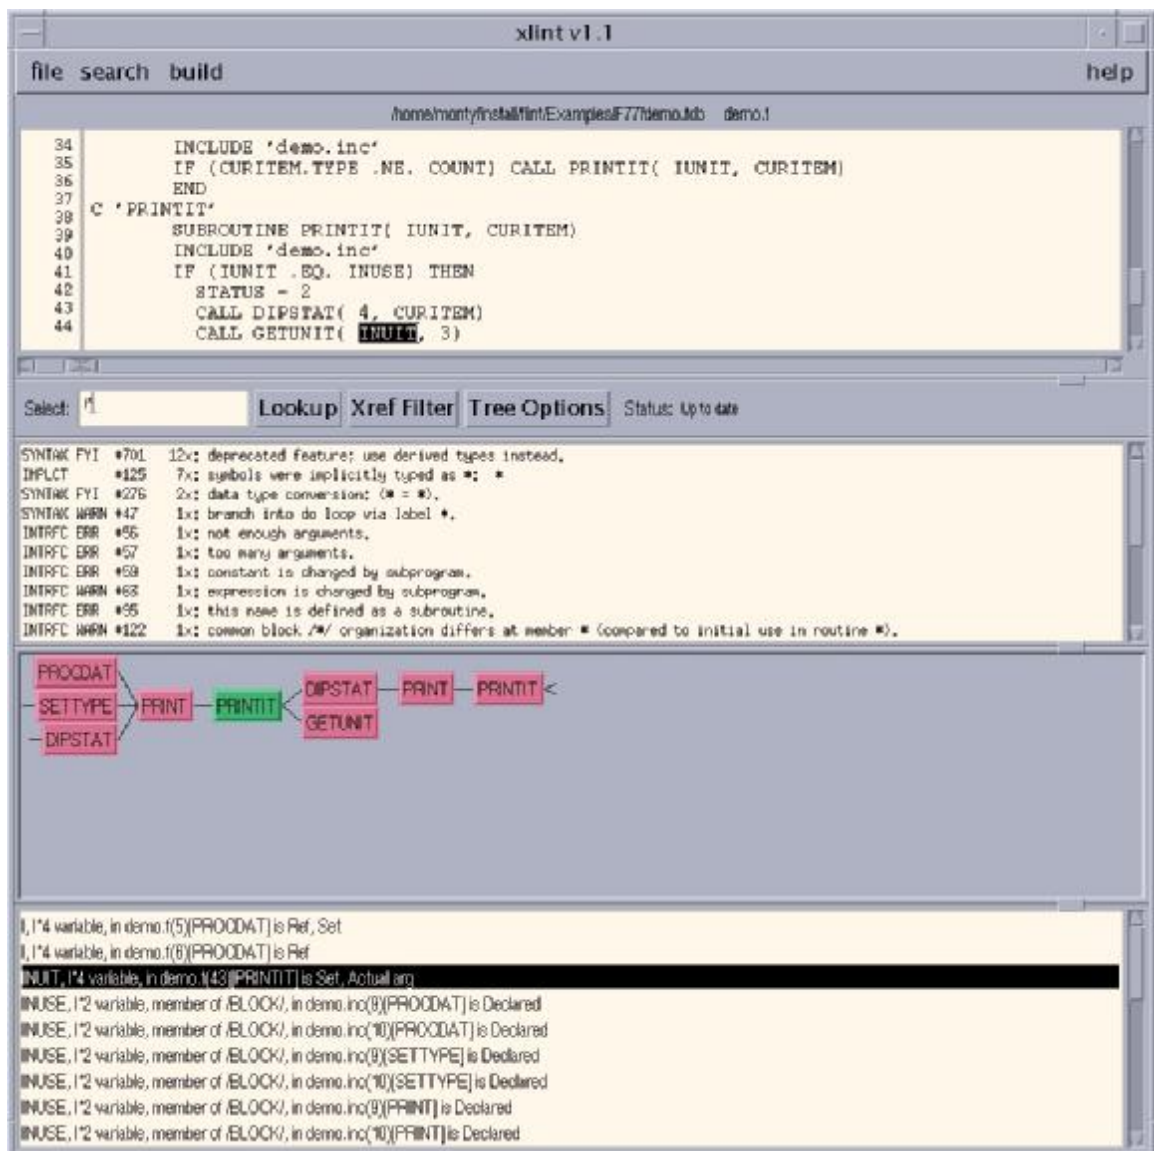 xlint v1.1
file search build help
/home/monty/install/flint/Examples/F77/demo.fdb demo.f
34 INCLUDE 'demo.inc'
35 IF (CURITEM.TYPE .NE. COUNT) CALL PRINTIT( IUNIT, CURITEM)
36 END
37 C 'PRINTIT'
38 SUBROUTINE PRINTIT( IUNIT, CURITEM)
39 INCLUDE 'demo.inc'
40 IF (IUNIT .EQ. INUSE) THEN
41 STATUS = 2
42 CALL DIPSTAT( 4, CURITEM)
43 CALL GETUNIT( INUIT, 3)
44
Select: Lookup Xref Filter Tree Options Status: Up to date
SYNTAX FYI #701 12x: deprecated feature; use derived types instead.
IMPLCT #125 7x: symbols were implicitly typed as *: *
SYNTAX FYI #276 2x: data type conversion: (* = *).
SYNTAX WARN #47 1x: branch into do loop via label *.
INTRFC ERR #56 1x: not enough arguments.
INTRFC ERR #57 1x: too many arguments.
INTRFC ERR #59 1x: constant is changed by subprogram.
INTRFC WARN #63 1x: expression is changed by subprogram.
INTRFC ERR #95 1x: this name is defined as a subroutine.
INTRFC WARN #122 1x: common block /*/ organization differs at member * (compared to initial use in routine *).
PROCDAT
SETTYPE PRINT PRINTIT DIPSTAT PRINT PRINTIT
DIPSTAT GETUNIT
I, I*4 variable, in demo.f(5)[PROCDAT] is Ref, Set
I, I*4 variable, in demo.f(6)[PROCDAT] is Ref
INUIT, I*4 variable, in demo.f(43)[PRINTIT] is Set, Actual arg
INUSE, I*2 variable, member of /BLOCK/, in demo.inc(9)[PROCDAT] is Declared
INUSE, I*2 variable, member of /BLOCK/, in demo.inc(10)[PROCDAT] is Declared
INUSE, I*2 variable, member of /BLOCK/, in demo.inc(9)[SETTYPE] is Declared
INUSE, I*2 variable, member of /BLOCK/, in demo.inc(10)[SETTYPE] is Declared
INUSE, I*2 variable, member of /BLOCK/, in demo.inc(9)[PRINT] is Declared
INUSE, I*2 variable, member of /BLOCK/, in demo.inc(10)[PRINT] is Declared